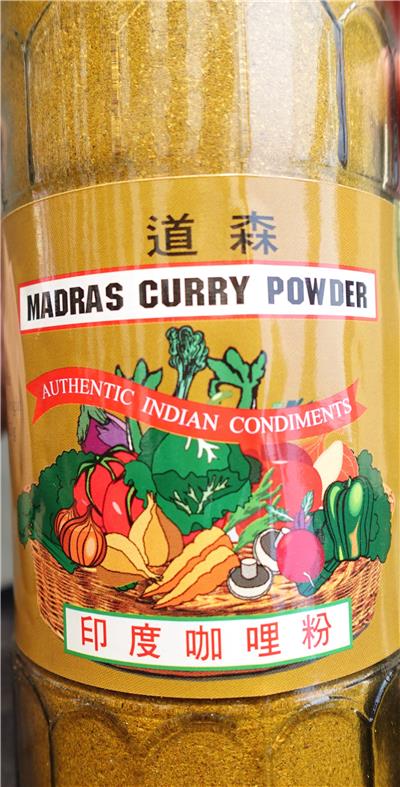 道森
MADRAS CURRY POWDER
AUTHENTIC INDIAN CONDIMENTS
印度咖哩粉